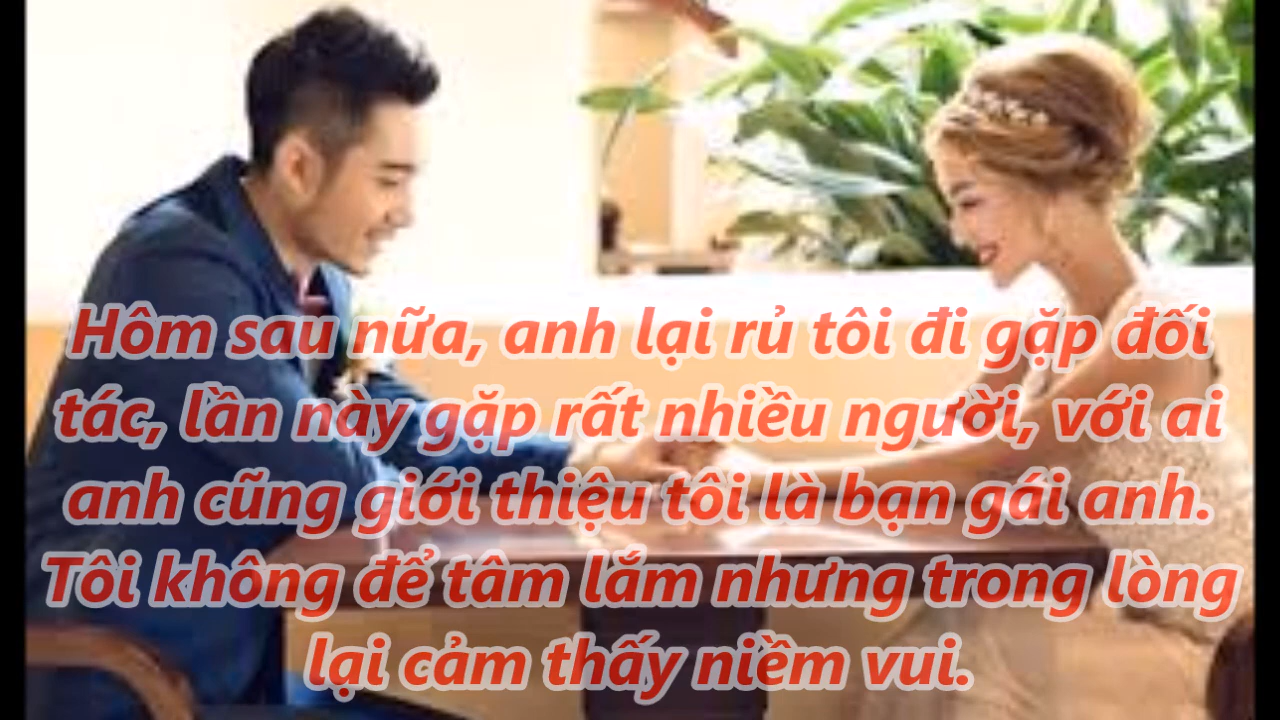 Hôm sau nữa, anh lại rủ tôi đi gặp đối
tác, lần này gặp rất nhiều người, với ai
anh cũng giới thiệu tôi là bạn gái anh.
Tôi không để tâm lắm nhưng trong lòng
lại cảm thấy niềm vui.